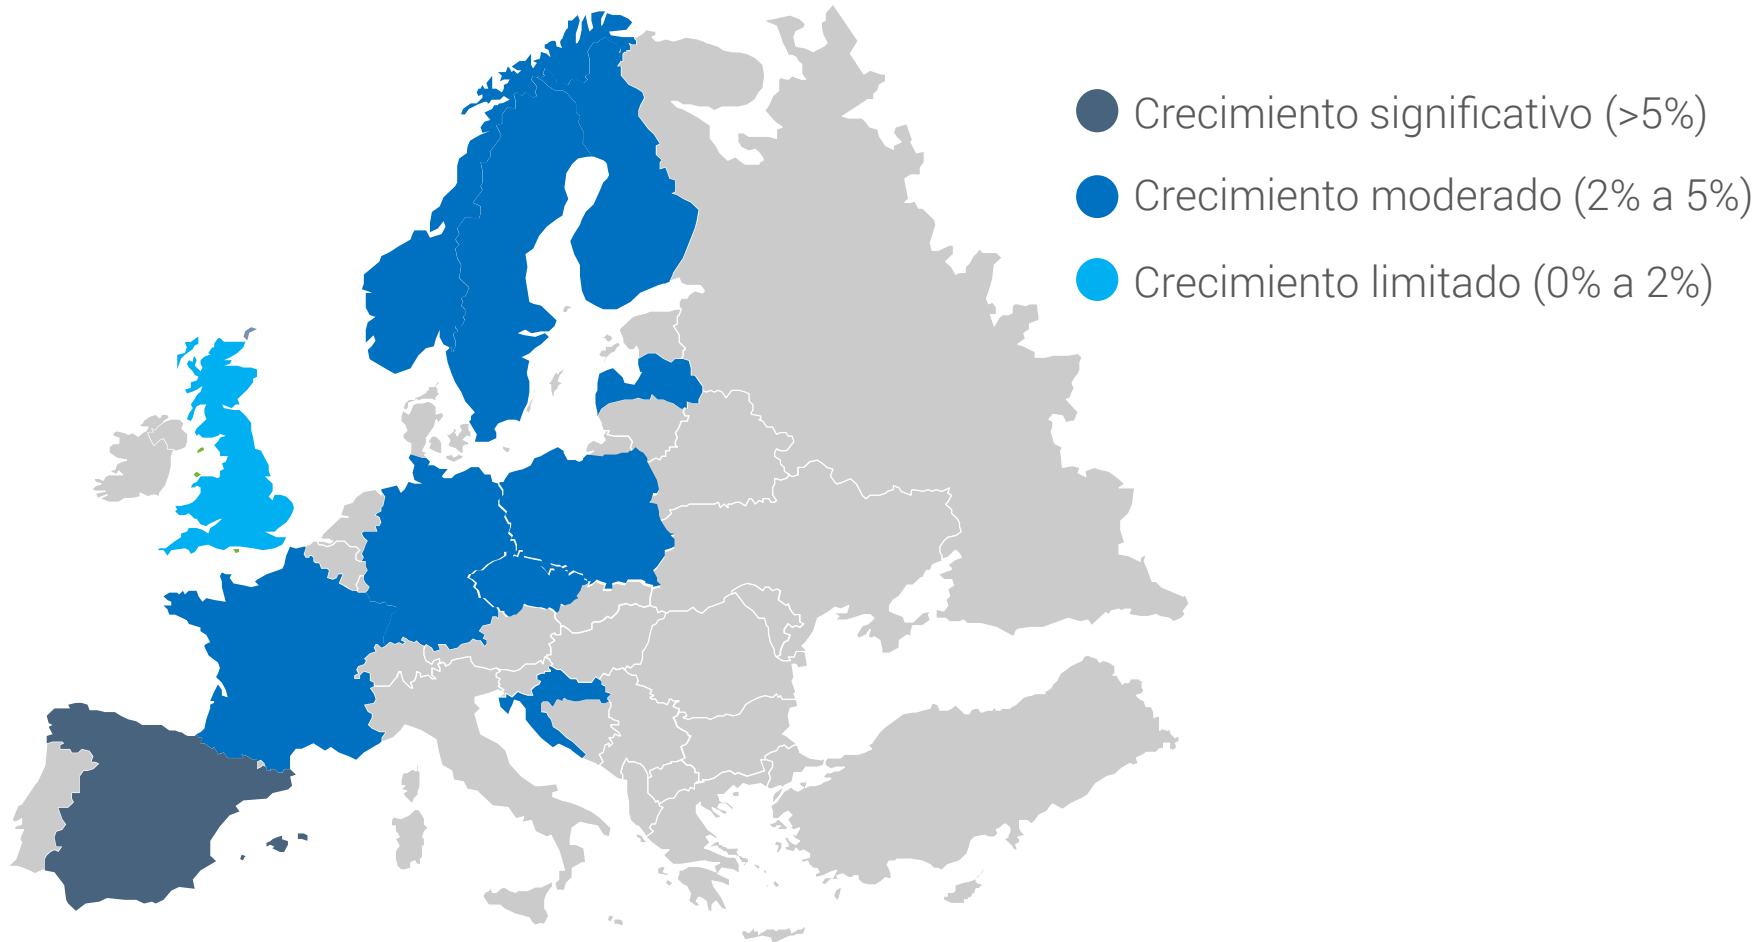 Crecimiento significativo (>5%)
Crecimiento moderado (2% a 5%)
Crecimiento limitado (0% a 2%)